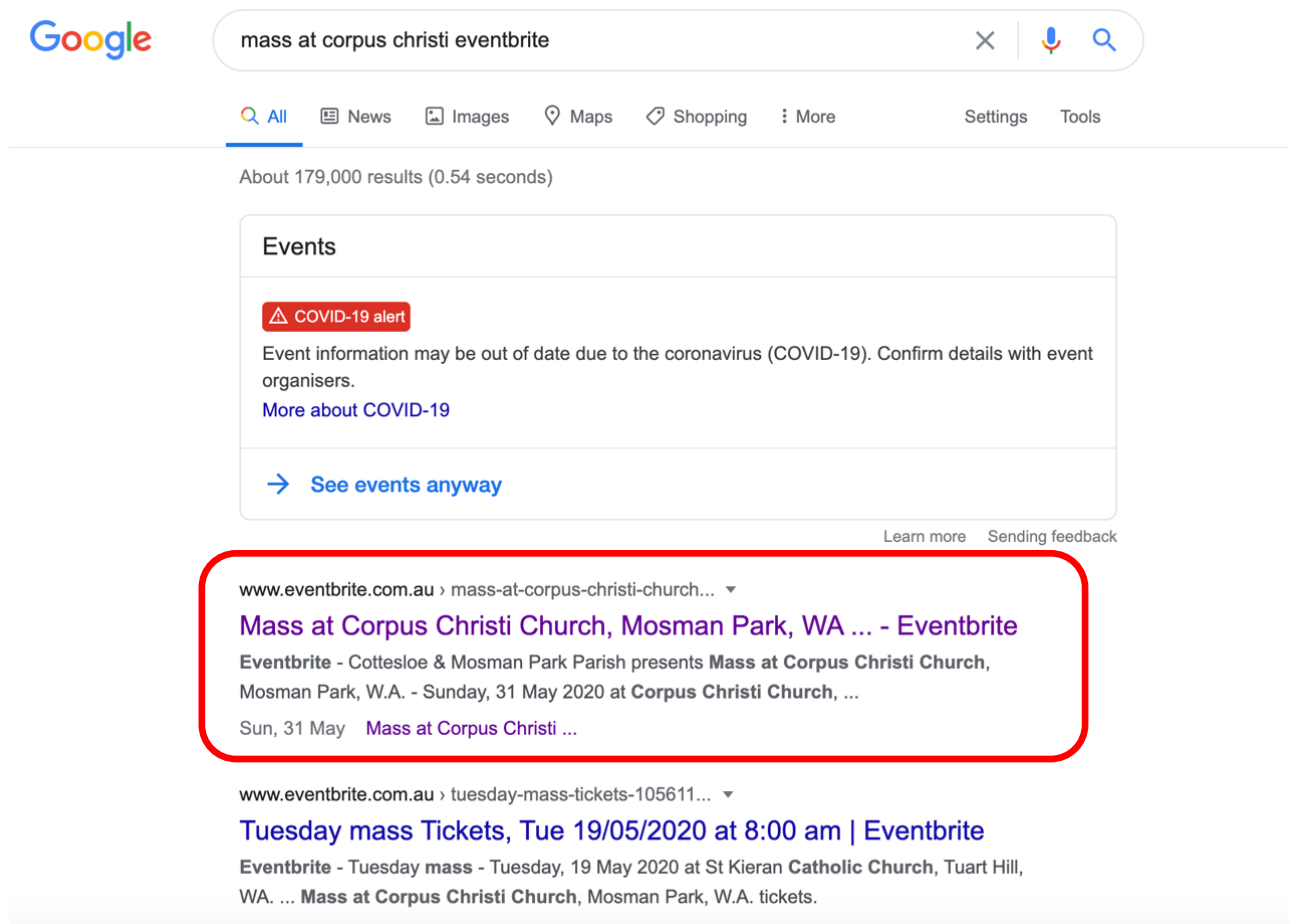 Google
mass at corpus christi eventbrite
All News Images Maps Shopping More Settings Tools
About 179,000 results (0.54 seconds)
Events
COVID-19 alert
Event information may be out of date due to the coronavirus (COVID-19). Confirm details with event
organisers.
More about COVID-19
See events anyway
Learn more Sending feedback
www.eventbrite.com.au › mass-at-corpus-christi-church...
Mass at Corpus Christi Church, Mosman Park, WA ... - Eventbrite
Eventbrite - Cottesloe & Mosman Park Parish presents Mass at Corpus Christi Church,
Mosman Park, W.A. - Sunday, 31 May 2020 at Corpus Christi Church, ...
Sun, 31 May Mass at Corpus Christi ...
www.eventbrite.com.au › tuesday-mass-tickets-105611...
Tuesday mass Tickets, Tue 19/05/2020 at 8:00 am | Eventbrite
Eventbrite - Tuesday mass - Tuesday, 19 May 2020 at St Kieran Catholic Church, Tuart Hill,
WA. ... Mass at Corpus Christi Church, Mosman Park, W.A. tickets.